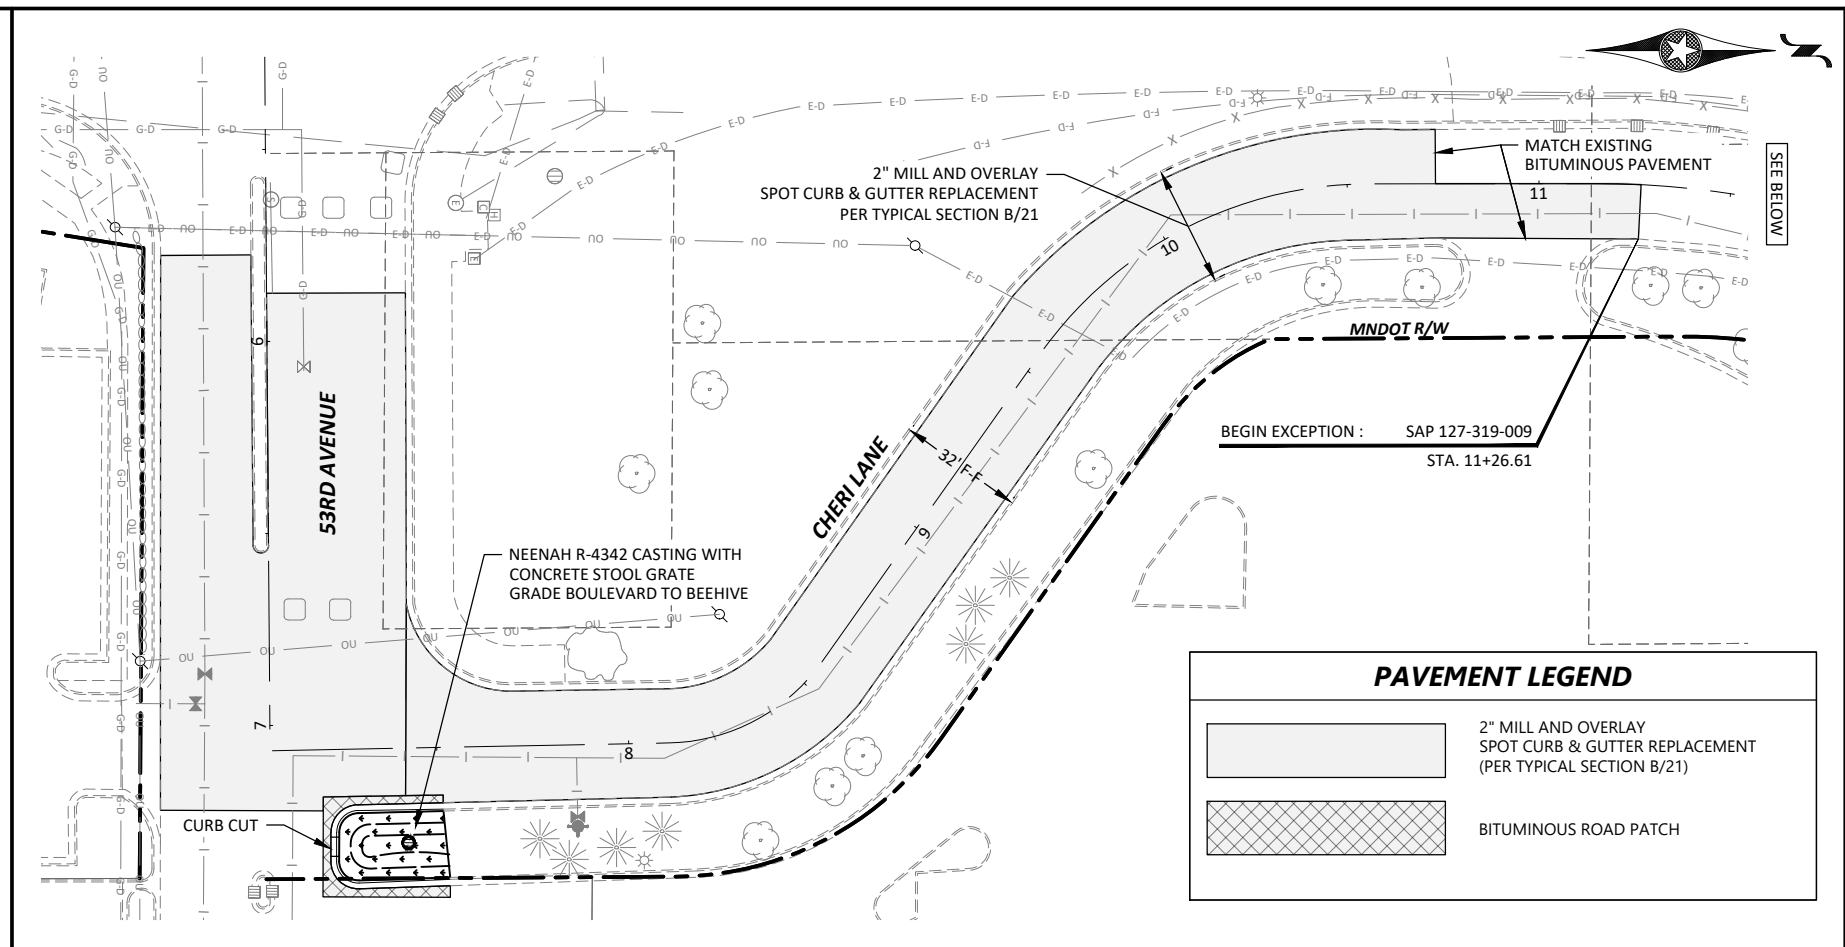 2" MILL AND OVERLAY
SPOT CURB & GUTTER REPLACEMENT
PER TYPICAL SECTION B/21
MATCH EXISTING
BITUMINOUS PAVEMENT
SEE BELOW
11
10
MNDOT R/W
BEGIN EXCEPTION : SAP 127-319-009
STA. 11+26.61
6
53RD AVENUE
CHERI LANE
32' F-F
9
NEENAH R-4342 CASTING WITH
CONCRETE STOOL GRATE
GRADE BOULEVARD TO BEEHIVE
7
8
CURB CUT
PAVEMENT LEGEND
2" MILL AND OVERLAY
SPOT CURB & GUTTER REPLACEMENT
(PER TYPICAL SECTION B/21)
BITUMINOUS ROAD PATCH